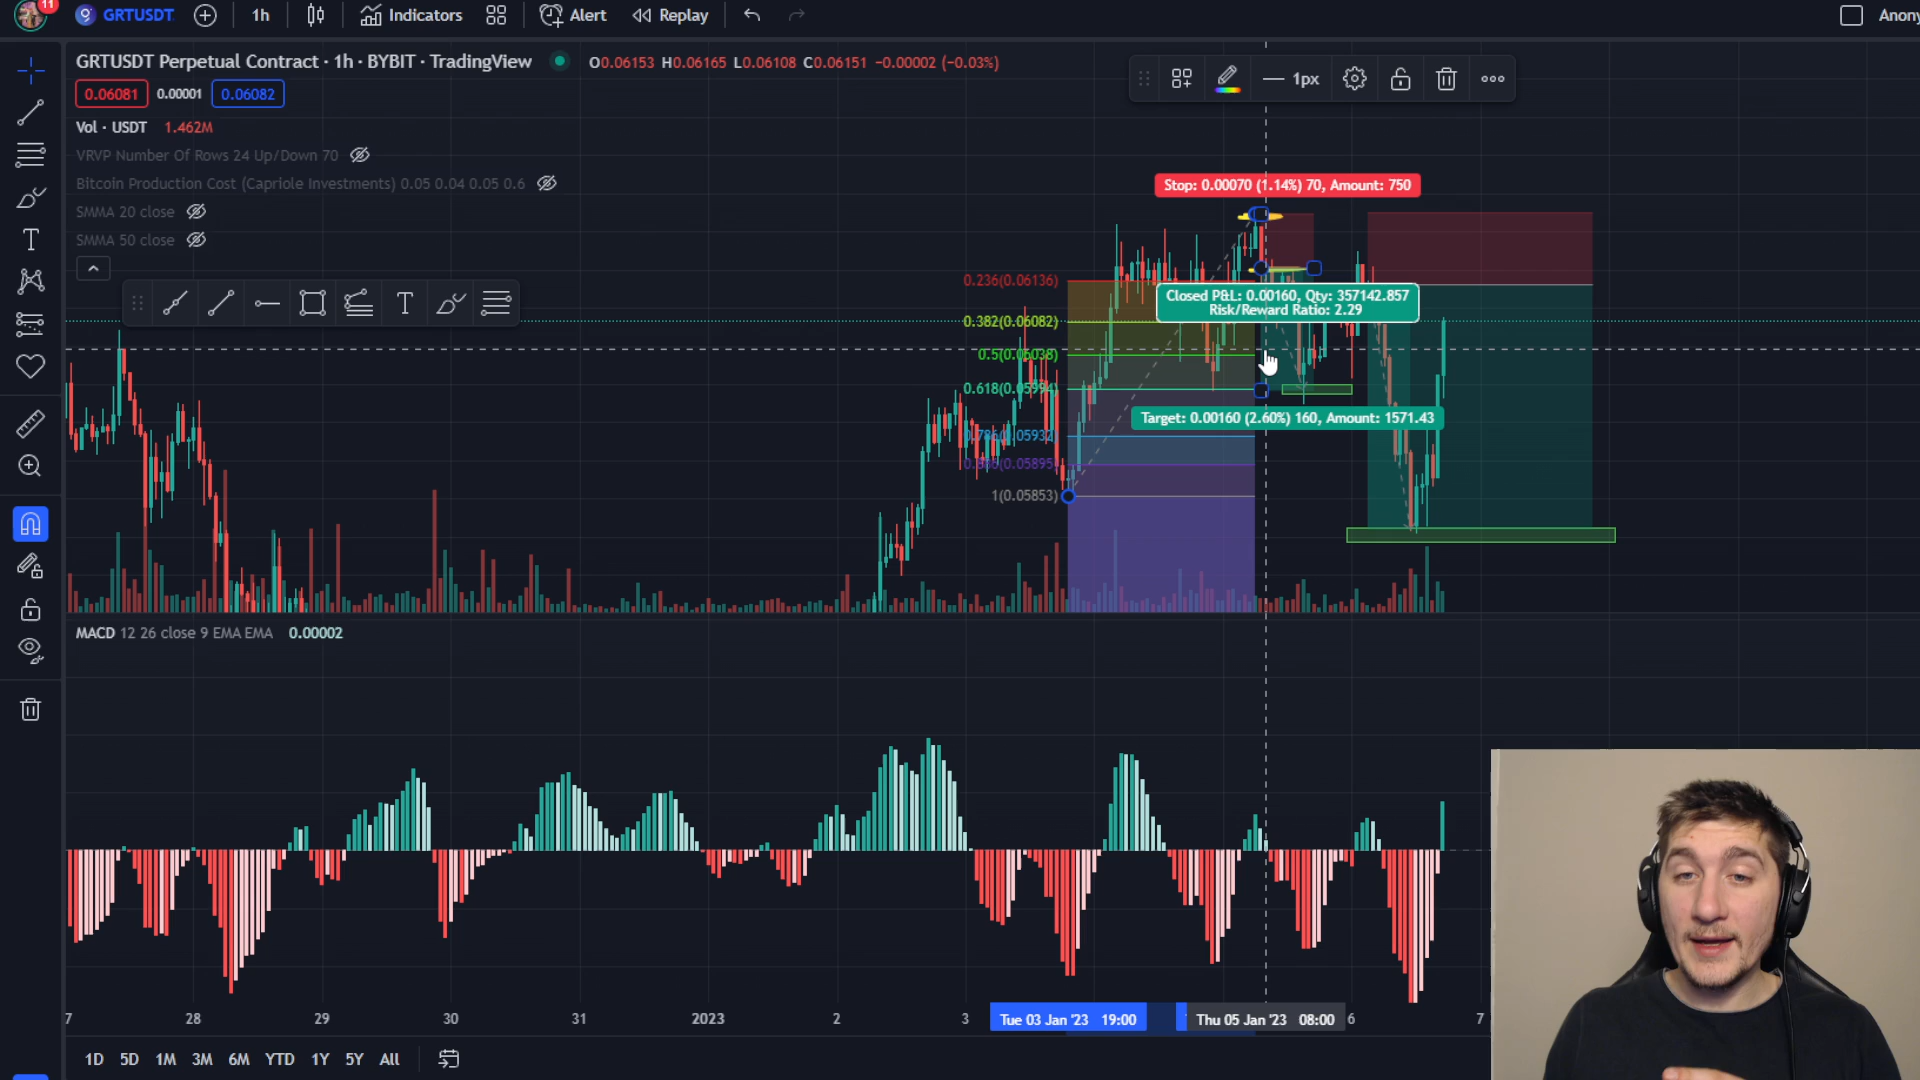 11
GRTUSDT
1h
Indicators
Alert
Replay
Anony
GRTUSDT Perpetual Contract · 1h · BYBIT · TradingView
O0.06153 H0.06165 L0.06108 C0.06151 −0.00002 (−0.03%)
0.06081
0.00001
0.06082
1px
Vol · USDT 1.462M
VRVP Number Of Rows 24 Up/Down 70
Bitcoin Production Cost (Capriole Investments) 0.05 0.04 0.05 0.6
SMMA 20 close
SMMA 50 close
Stop: 0.00070 (1.14%) 70, Amount: 750
0.236(0.06136)
Closed P&L: 0.00160, Qty: 357142.857
Risk/Reward Ratio: 2.29
0.382(0.06082)
0.5(0.06038)
0.618(0.05994)
Target: 0.00160 (2.60%) 160, Amount: 1571.43
0.786(0.05932)
1(0.05853)
MACD 12 26 close 9 EMA EMA 0.00002
7 28 29 30 31 2023 2 3 Tue 03 Jan '23 19:00 Thu 05 Jan '23 08:00 6 7
1D 5D 1M 3M 6M YTD 1Y 5Y All